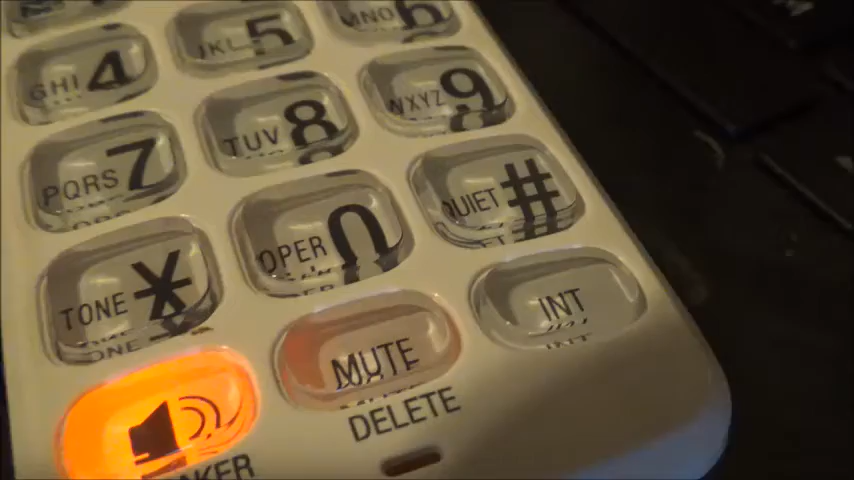 JKL 5
MNO 6
GHI 4
TUV 8
WXYZ 9
PQRS 7
OPER 0
QUIET #
TONE *
MUTE
INT
DELETE